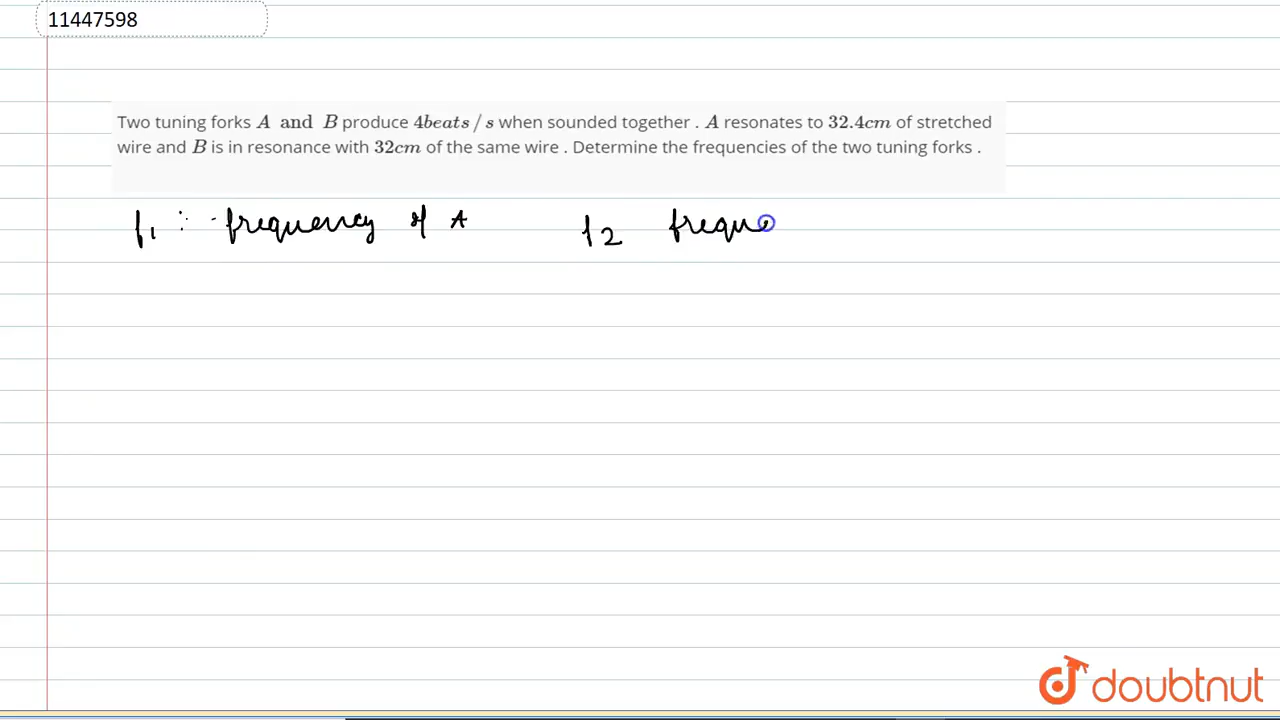 11447598
Two tuning forks A and B produce 4beats/s when sounded together . A resonates to 32.4cm of stretched
wire and B is in resonance with 32cm of the same wire . Determine the frequencies of the two tuning forks .
f₁ : frequency of A f₂ freque
doubtnut